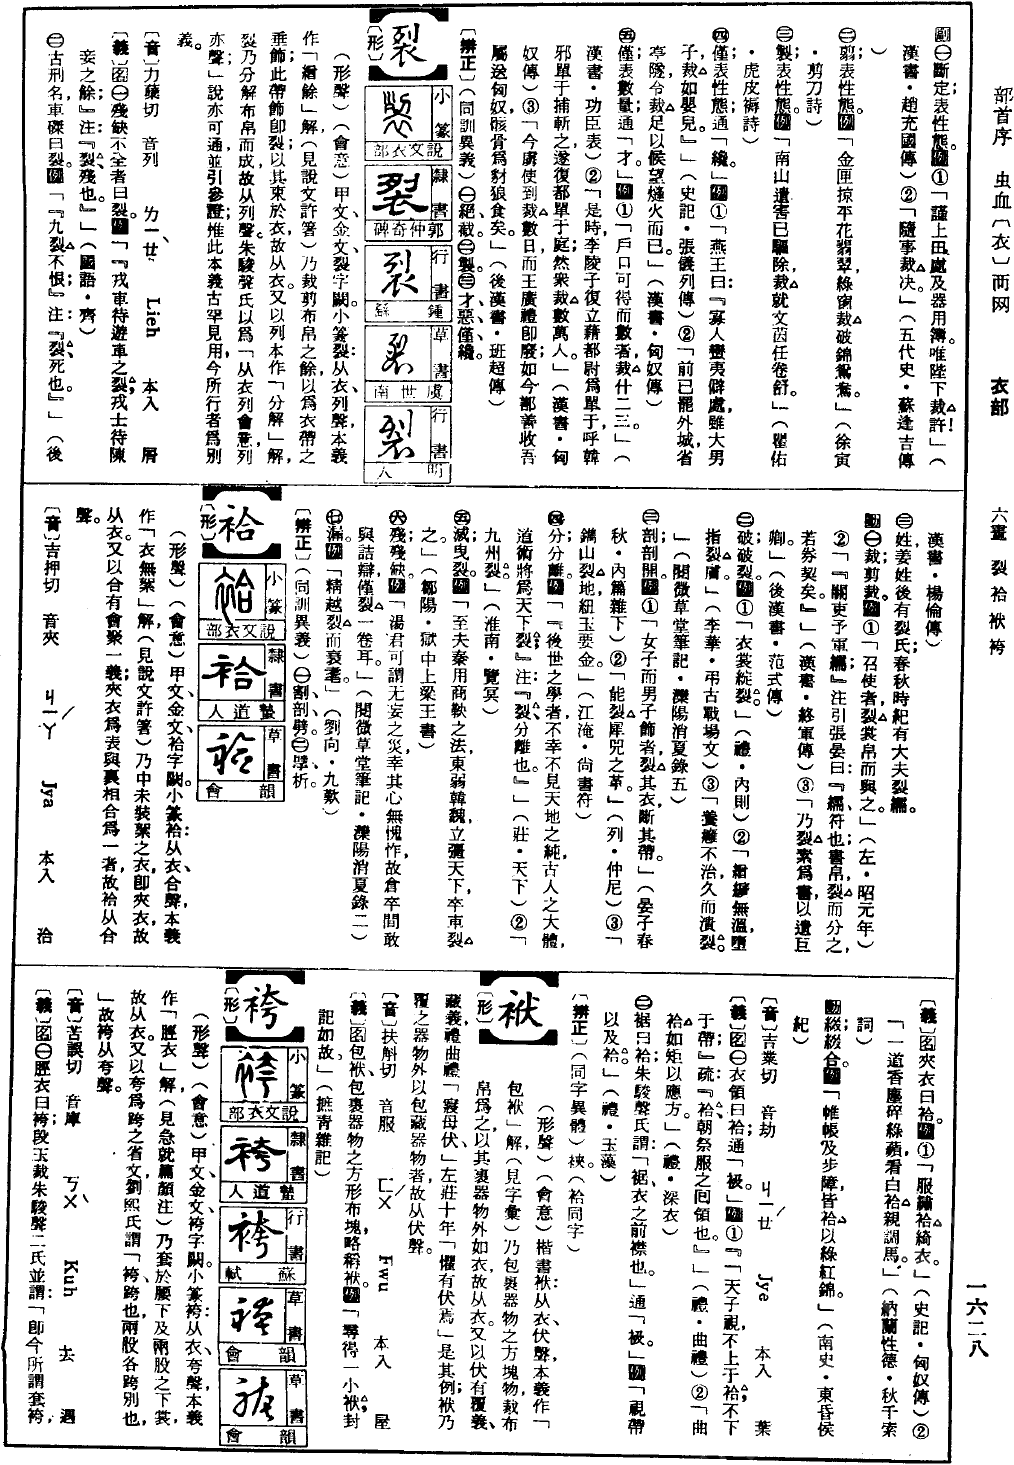 部首序 虫血〔衣〕襾网 衣部 六畫 裂袷袱袴 一六二八
副㊀斷定；表性態。例①「謹上田處及器用簿，唯陛下裁許！」（
漢書‧趙充國傳）②「隨事裁决。」（五代史‧蘇逢吉傳
）
㊁翦；表性態。例「金匣掠平花翡翠，綠窗裁破錦鴛鴦。」（徐寅
‧剪刀詩）
㊂製；表性態。例「南山遺害已驅除，裁就文茵任卷舒。」（瞿佑
‧虎皮褥詩）
㊃僅；表性態；通「纔」。例①「燕王曰：『寡人蠻夷僻處，雖大男
子，裁如嬰兒。』」（史記‧張儀列傳）②「前已罷外城，省
亭隧，令裁足以候望烽火而已。」（漢書‧匈奴傳）
㊄僅；表數量；通「才」。例①「戶口可得而數者，裁什二三。」（
漢書‧功臣表）②「是時李陵子復立藉都尉爲單于，呼韓
邪單于捕斬之，遂復都單于庭，然衆裁數萬人。」（漢書‧匈
奴傳）③「今虜使到裁數日，而王廣禮卽廢；如今鄯善收吾
屬送匈奴，骸骨爲豺狼食矣。」（後漢書‧班超傳）
〔辨正〕（同訓異義）㊀絕、截。㊁製。㊂才、惡、僅、纔。
裂
〔形〕
小篆 說文衣部
隸書 郭仲奇碑
行書 鍾繇
草書 虞世南
行書 明人
（形聲）（會意）甲文、金文裂字闕。小篆裂：从衣、列聲，本義
作「繒餘」解，（見說文許箸）乃裁剪布帛之餘，以爲衣帶之
垂飾，此帶飾卽裂，以其束於衣，故从衣。又以列本作「分解」解，
裂乃分解布帛而成，故从列聲。朱駿聲氏以爲「从衣列會意，列
亦聲」說亦可通，並引參證；惟此本義古罕見用，今所行者爲別
義。
〔音〕力蘗切 音列 ㄌㄧㄝˋ Lieh 本入 屑
〔義〕名㊀殘缺不全者曰裂。例「『戎車待遊車之裂，戎士待陳
妾之餘』注：『裂，殘也。』」（國語‧齊）
㊁古刑名；車磔曰裂。例「『九裂不恨』注：『裂，死也。』」（後
漢書‧楊倫傳）
㊂姓，姜姓後有裂氏；春秋時紀有大夫裂繻。
動㊀裁剪；裁。例①「召使者，裂裳帛而與之。」（左‧昭元年）
②「『關吏予軍繻』注引張晏曰：『繻，符也；書帛裂而分之，
若券契矣。』」（漢書‧終軍傳）③「乃裂素爲書，以遺巨
卿。」（後漢書‧范式傳）
㊁破；破裂。例①「衣裳綻裂。」（禮‧內則）②「繒纊無溫，墮
指裂膚。」（李華‧弔古戰場文）③「養癰不治，久而潰裂。
」（閱微草堂筆記‧灤陽消夏錄五）
㊂剖；剖開。例①「女子而男子飾者，裂其衣，斷其帶。」（晏子春
秋‧內篇雜下）②「能裂犀兕之革。」（列‧仲尼）③「
鐫山裂地，紐玉要金。」（江淹‧尚書符）
㊃分；分離。例「『後世之學者，不幸不見天地之純，古人之大體，
道術將爲天下裂』注：『裂，分離也。』」（莊‧天下）②「
九州裂。」（淮南‧覽冥）
㊄滅；曳裂。例「至夫秦用商鞅之法，東弱韓魏，立彊天下，卒車裂
之。」（鄒陽‧獄中上梁王書）
㊅殘；殘缺。例「湯君可謂无妄之災，幸其心無愧怍，故倉卒間敢
與詰辯，僅裂一卷耳。」（閱微草堂筆記‧灤陽消夏錄二）
㊆漏。例「精越裂而衰耄。」（劉向‧九歎）
〔辨正〕（同訓異義）㊀割、剖、劈。㊁擘、析。
袷
〔形〕
小篆 說文衣部
隸書 蟄道人
草書 韻會
（形聲）（會意）甲文、金文袷字闕。小篆袷：从衣、合聲，本義
作「衣無絮」解，（見說文許箸）乃中未裝絮之衣，卽夾衣，故
从衣。又以合有會聚一義，夾衣爲表與裏相合爲一者，故袷从合
聲。
〔音〕吉押切 音夾 ㄐㄧㄚˊ Jya 本入 洽
〔義〕名夾衣曰袷。例①「服繡袷綺衣。」（史記‧匈奴傳）②
「一道香塵碎綠蘋，看白袷親調馬。」（納蘭性德‧秋千索
詞）
動綴；綴合。例「帷帳及步障，皆袷以綠紅錦。」（南史‧東昏侯
紀）
〔音〕吉業切 音劫 ㄐㄧㄝˊ Jye 本入 葉
〔義〕名㊀衣領曰袷；通「衱」。例①「『天子視不上于袷，不下
于帶』疏：『袷，朝祭服之回領也。』」（禮‧曲禮）②「曲
袷如矩以應方。」（禮‧深衣）
㊁裾曰袷；朱駿聲氏謂：「裾，衣之前襟也。」通「衱」。例「視帶
以及袷。」（禮‧玉藻）
〔辨正〕（同字異體）裌。（袷同字）
袱
〔形〕
（形聲）（會意）楷書袱：从衣、伏聲，本義作「
包袱」解，（見字彙）乃包裹器物之方塊物，裁布
帛爲之，以其裹器物外如衣，故从衣。又以伏有覆義、
藏義，禮曲禮「寢毋伏」，左莊十年「懼有伏焉」是其例；袱乃
覆之器物外以包藏器物者，故从伏聲。
〔音〕扶斛切 音服 ㄈㄨˊ Fwu 本入 屋
〔義〕名包袱；包裹器物之方形布塊，略稱袱。例「尋得一小袱，封
記如故。」（摭青雜記）
袴
〔形〕
小篆 說文衣部
隸書 蟄道人
行書 蘇軾
草書 韻會
草書 韻會
（形聲）（會意）甲文、金文袴字闕。小篆袴：从衣、夸聲，本義
作「脛衣」解，（見急就篇顏注）乃套於腰下及兩股之下裳，
故从衣。又以夸爲跨之省文，劉熙氏謂「袴，跨也，兩股各跨別也。
」故袴从夸聲。
〔音〕苦誤切 音庫 ㄎㄨˋ Kuh 去 遇
〔義〕名㊀脛衣曰袴；段玉裁、朱駿聲二氏並謂：「卽今所謂套袴，